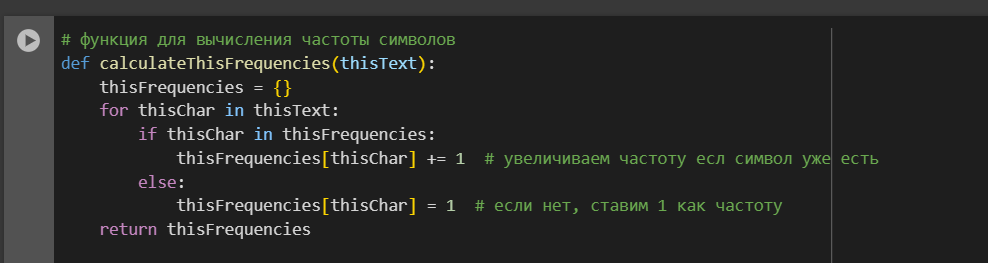 # функция для вычисления частоты символов
def calculateThisFrequencies(thisText):
    thisFrequencies = {}
    for thisChar in thisText:
        if thisChar in thisFrequencies:
            thisFrequencies[thisChar] += 1  # увеличиваем частоту есл символ уже есть
        else:
            thisFrequencies[thisChar] = 1  # если нет, ставим 1 как частоту
    return thisFrequencies